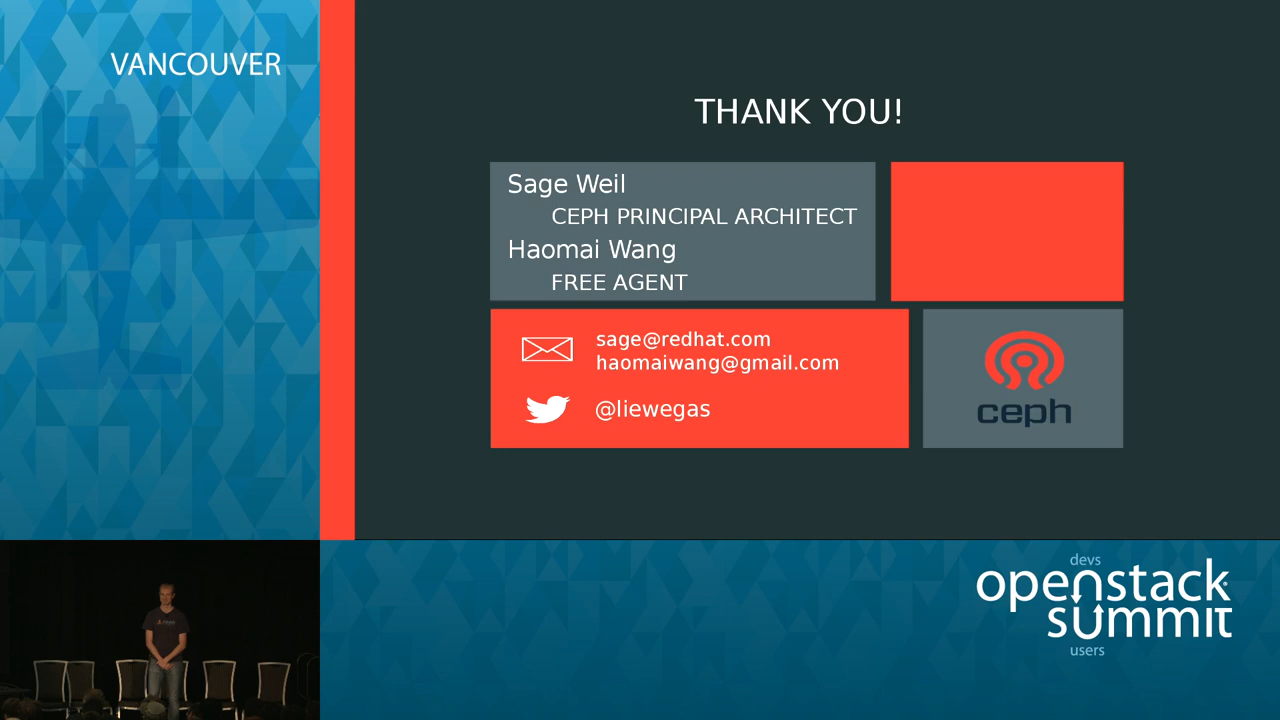 VANCOUVER
THANK YOU!
Sage Weil
CEPH PRINCIPAL ARCHITECT
Haomai Wang
FREE AGENT
sage@redhat.com
haomaiwang@gmail.com
@liewegas
ceph
devs
openstack
summit
users